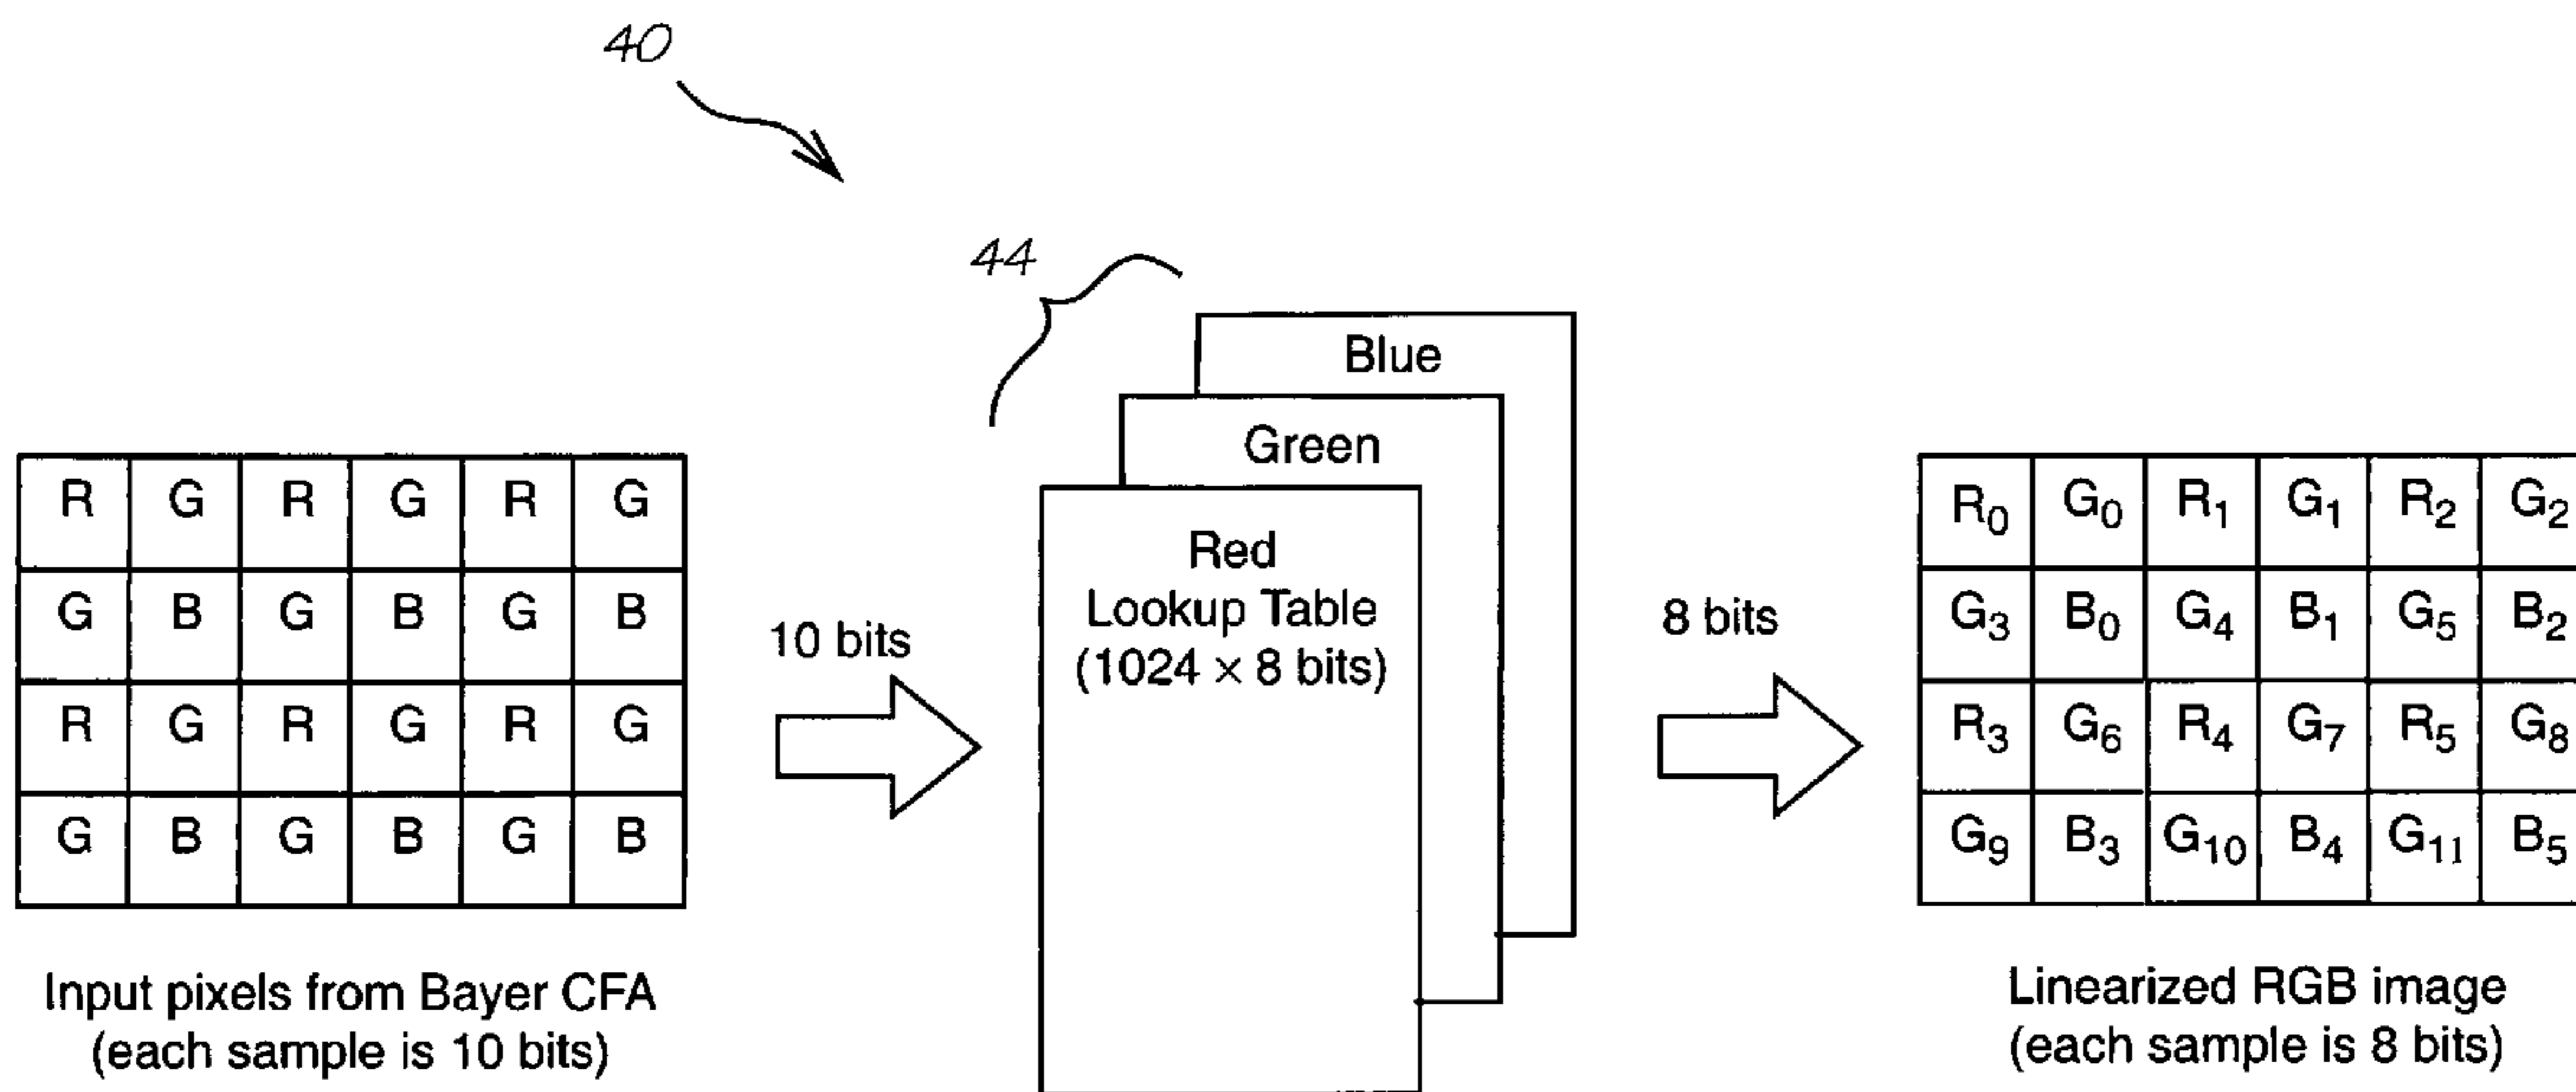 40
44
Blue
Green
Red
Lookup Table
(1024 × 8 bits)
R G R G R G
G B G B G B
R G R G R G
G B G B G B
Input pixels from Bayer CFA
(each sample is 10 bits)
10 bits
8 bits
R₀ G₀ R₁ G₁ R₂ G₂
G₃ B₀ G₄ B₁ G₅ B₂
R₃ G₆ R₄ G₇ R₅ G₈
G₉ B₃ G₁₀ B₄ G₁₁ B₅
Linearized RGB image
(each sample is 8 bits)